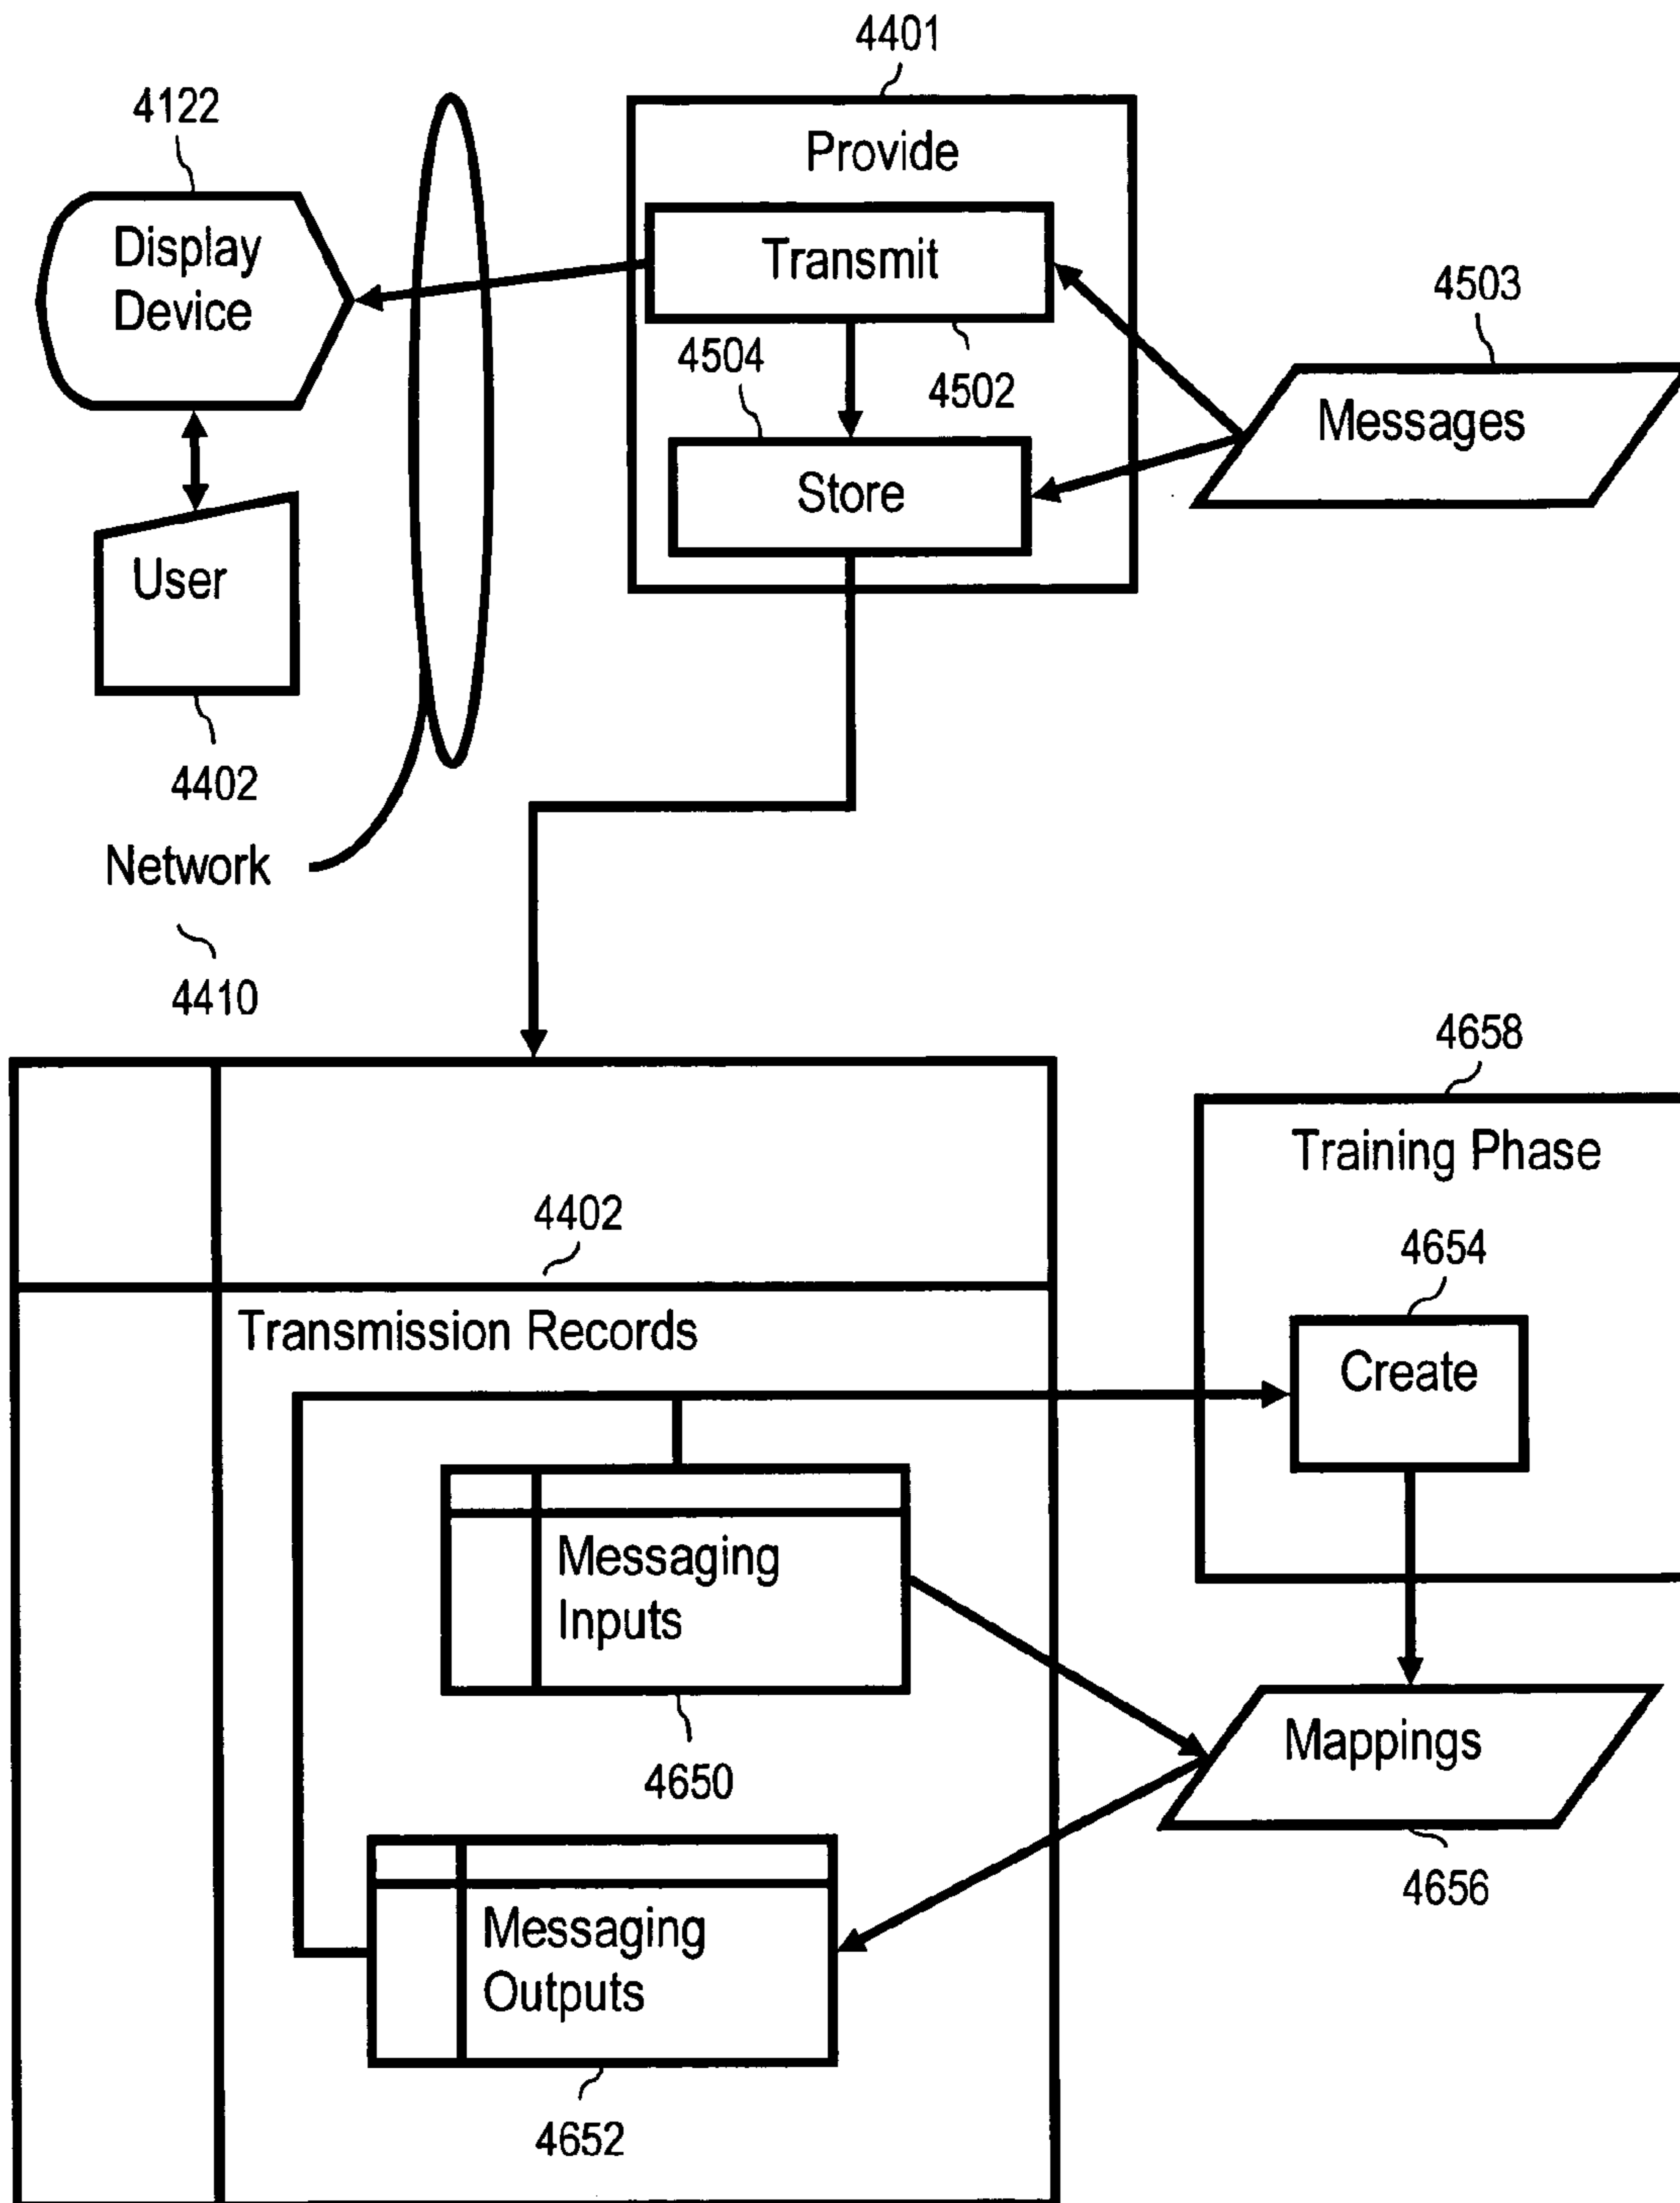 4401
4122
Provide
Display
Device
Transmit
4503
4504
4502
Messages
Store
User
4402
Network
4410
4658
Training Phase
4402
4654
Transmission Records
Create
Messaging
Inputs
Mappings
4650
4656
Messaging
Outputs
4652